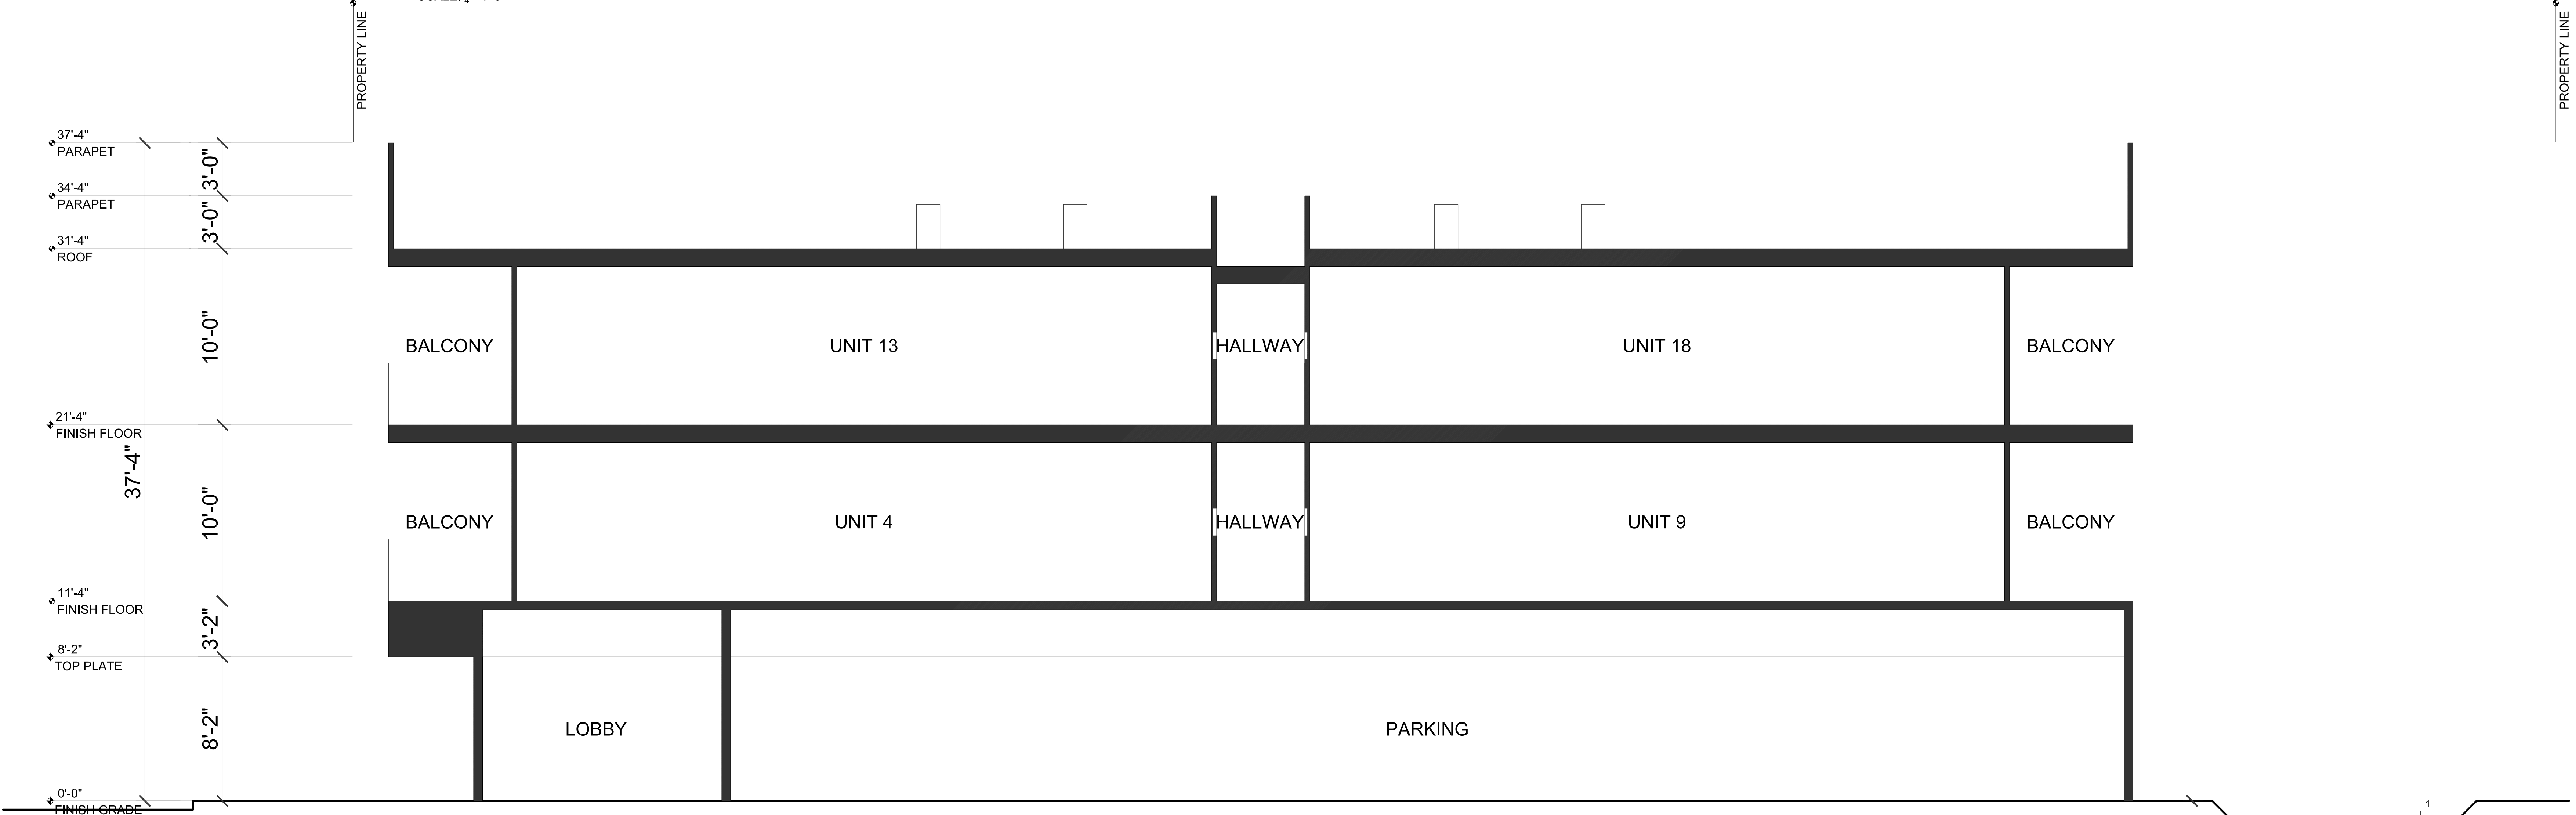 PROPERTY LINE
PROPERTY LINE
37'-4"
PARAPET
3'-0"
34'-4"
PARAPET
3'-0"
31'-4"
ROOF
10'-0"
BALCONY
UNIT 13
HALLWAY
UNIT 18
BALCONY
21'-4"
FINISH FLOOR
37'-4"
10'-0"
BALCONY
UNIT 4
HALLWAY
UNIT 9
BALCONY
11'-4"
FINISH FLOOR
3'-2"
8'-2"
TOP PLATE
8'-2"
LOBBY
PARKING
0'-0"
FINISH GRADE
1